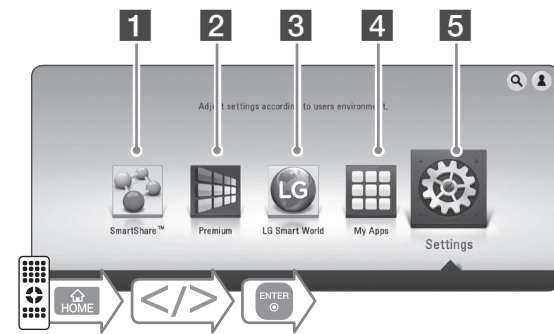 1 2 3 4 5
Adjust settings according to users environment.
LG
SmartShare™ Premium LG Smart World My Apps Settings
HOME </> ENTER